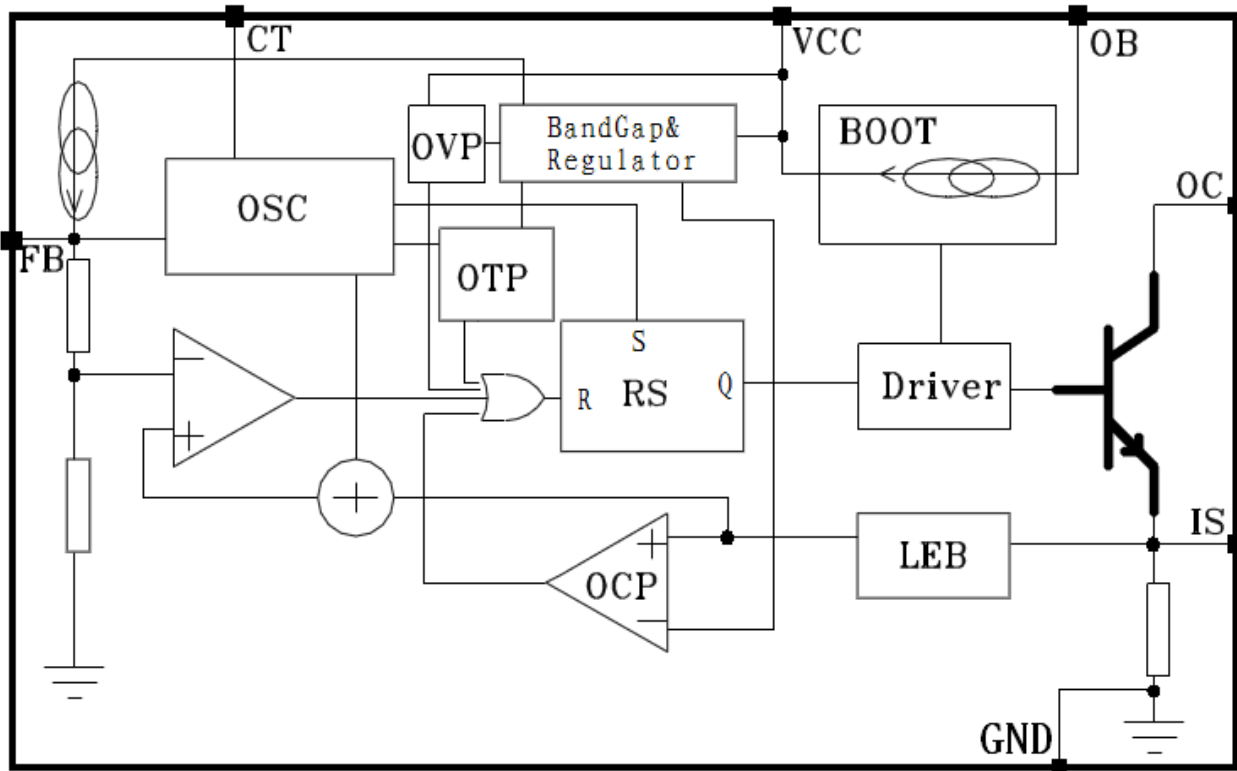 CT
VCC
OB
OVP
BandGap&
Regulator
BOOT
OC
OSC
FB
OTP
S
R
RS
Q
Driver
IS
OCP
LEB
GND